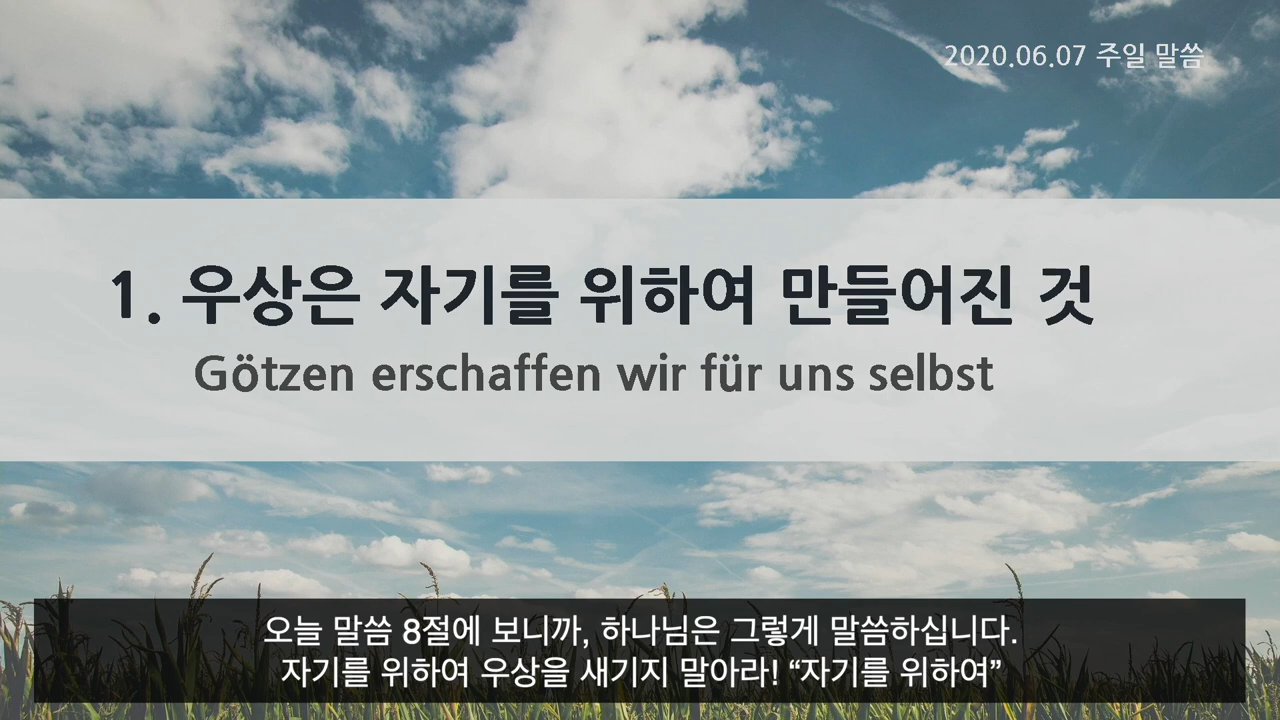 2020.06.07 주일 말씀
1. 우상은 자기를 위하여 만들어진 것
Götzen erschaffen wir für uns selbst
오늘 말씀 8절에 보니까, 하나님은 그렇게 말씀하십니다.
자기를 위하여 우상을 새기지 말아라! “자기를 위하여”